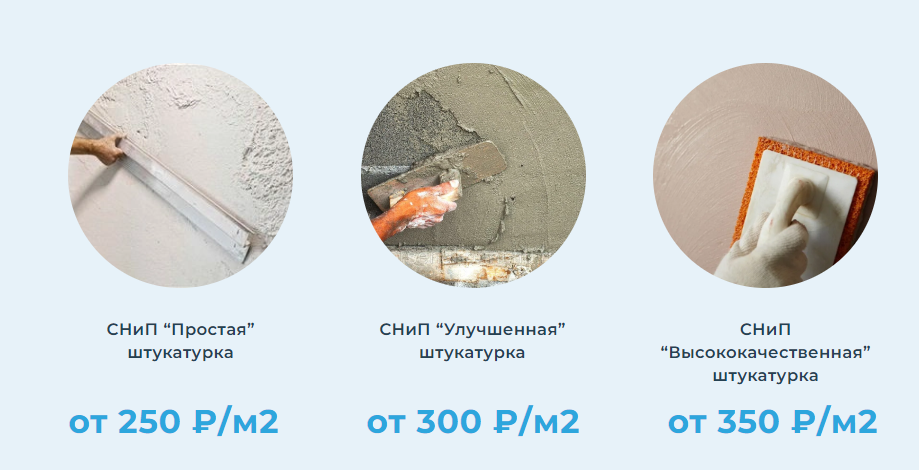 СНиП “Простая”
штукатурка
от 250 ₽/м2
СНиП “Улучшенная”
штукатурка
от 300 ₽/м2
СНиП
“Высококачественная”
штукатурка
от 350 ₽/м2